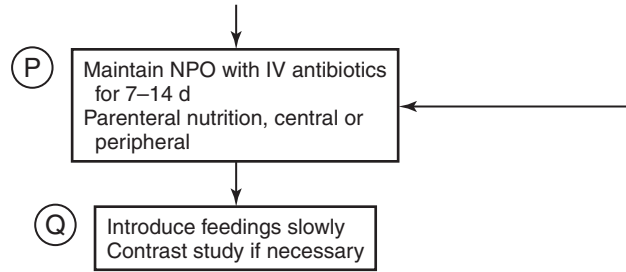 P
Maintain NPO with IV antibiotics
for 7–14 d
Parenteral nutrition, central or
peripheral
Q
Introduce feedings slowly
Contrast study if necessary